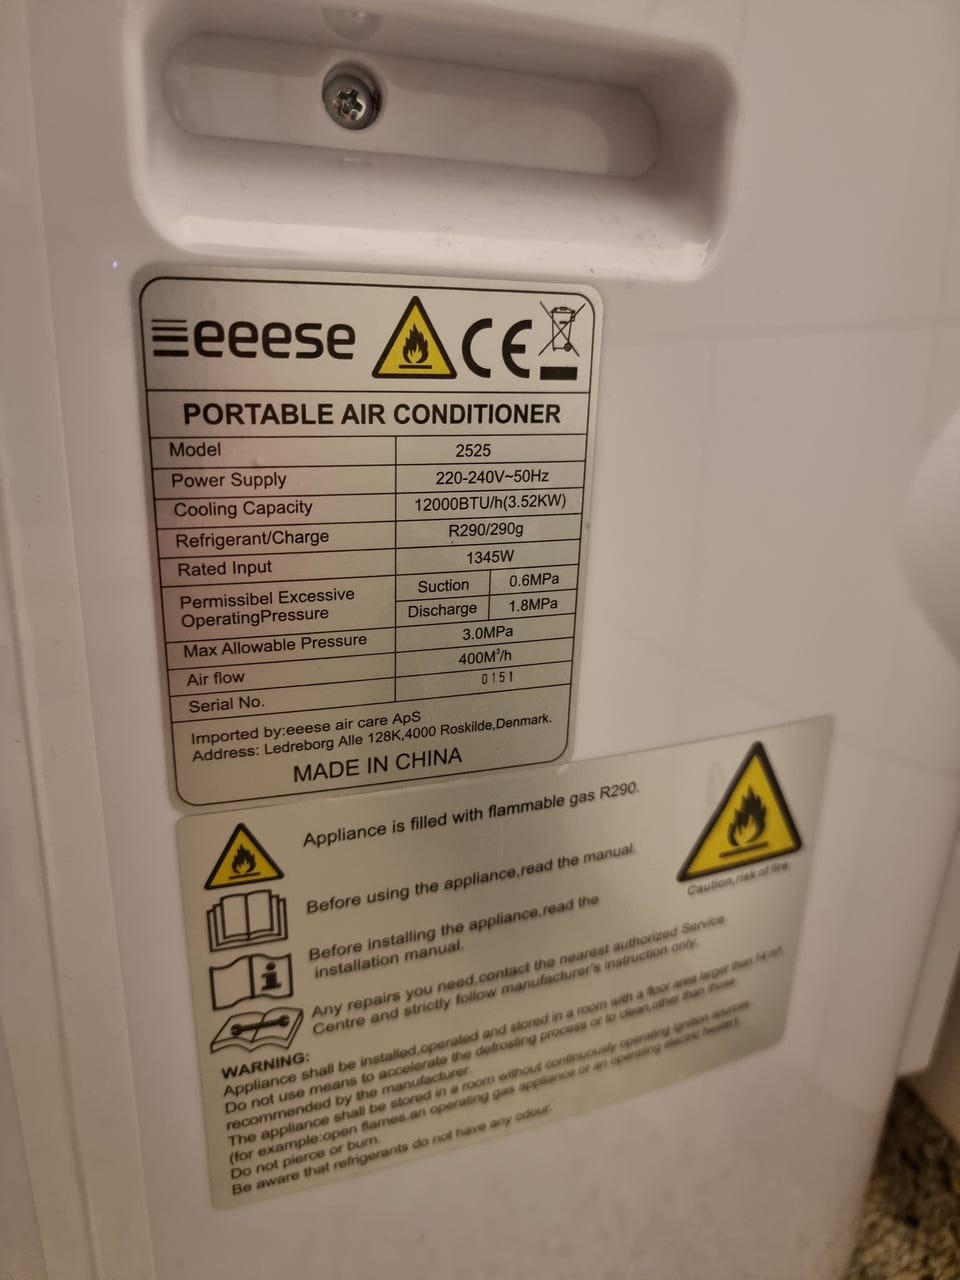 eeese CE
PORTABLE AIR CONDITIONER
Model 2525
Power Supply 220-240V~50Hz
Cooling Capacity 12000BTU/h(3.52KW)
Refrigerant/Charge R290/290g
Rated Input 1345W
Permissibel Excessive OperatingPressure Suction 0.6MPa
Discharge 1.8MPa
Max Allowable Pressure 3.0MPa
Air flow 400M³/h
Serial No. 0151
Imported by:eeese air care ApS
Address: Ledreborg Alle 128K,4000 Roskilde,Denmark.
MADE IN CHINA
Appliance is filled with flammable gas R290.
Caution,risk of fire.
Before using the appliance,read the manual.
Before installing the appliance,read the
installation manual.
Any repairs you need,contact the nearest authorized Service
Centre and strictly follow manufacturer's instruction only.
WARNING:
Appliance shall be installed,operated and stored in a room with a floor area larger than 14 m².
Do not use means to accelerate the defrosting process or to clean,other than those
recommended by the manufacturer.
The appliance shall be stored in a room without continuously operating ignition sources
(for example:open flames,an operating gas appliance or an operating electric heater).
Do not pierce or burn.
Be aware that refrigerants do not have any odour.